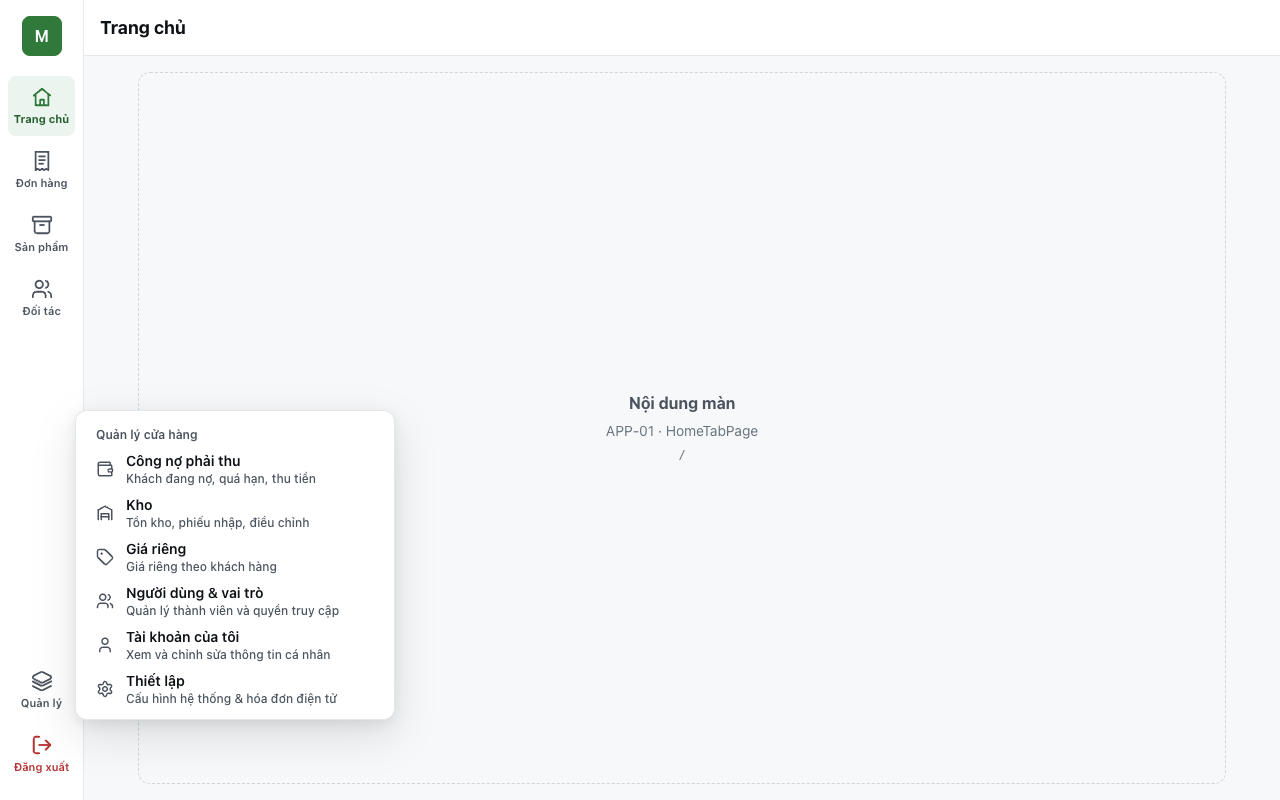 M
Trang chủ
Trang chủ
Đơn hàng
Sản phẩm
Đối tác
Nội dung màn
APP-01 · HomeTabPage
/
Quản lý cửa hàng
Công nợ phải thu
Khách đang nợ, quá hạn, thu tiền
Kho
Tồn kho, phiếu nhập, điều chỉnh
Giá riêng
Giá riêng theo khách hàng
Người dùng & vai trò
Quản lý thành viên và quyền truy cập
Tài khoản của tôi
Xem và chỉnh sửa thông tin cá nhân
Thiết lập
Cấu hình hệ thống & hóa đơn điện tử
Quản lý
Đăng xuất